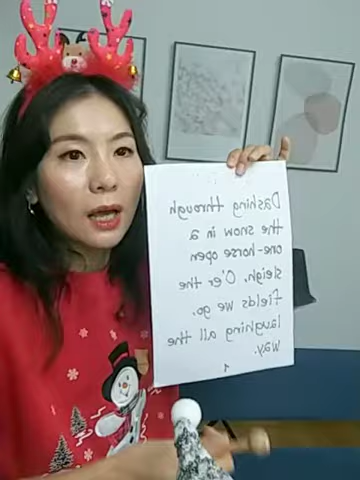 Dashing through
the snow in a
one-horse open
sleigh, O'er the
fields we go,
laughing all the
way.
1